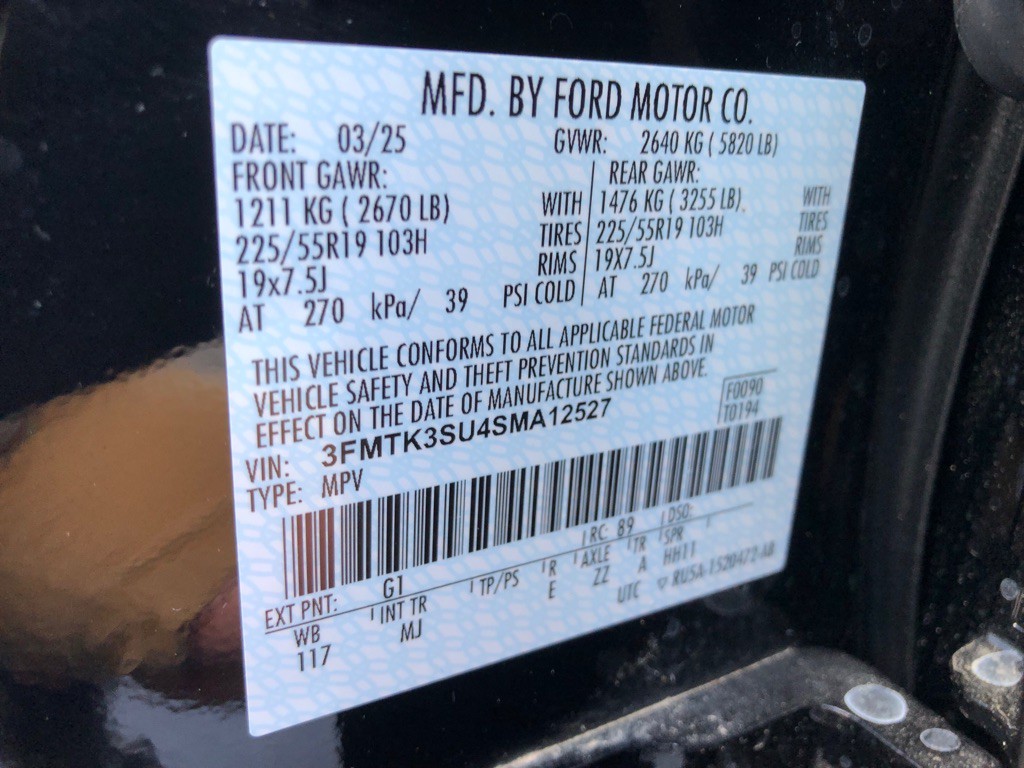 MFD. BY FORD MOTOR CO.
DATE: 03/25 GVWR: 2640 KG ( 5820 LB)
FRONT GAWR: REAR GAWR:
1211 KG ( 2670 LB) WITH 1476 KG ( 3255 LB) WITH
225/55R19 103H TIRES 225/55R19 103H TIRES
19x7.5J RIMS 19X7.5J RIMS
AT 270 kPa/ 39 PSI COLD AT 270 kPa/ 39 PSI COLD
THIS VEHICLE CONFORMS TO ALL APPLICABLE FEDERAL MOTOR
VEHICLE SAFETY AND THEFT PREVENTION STANDARDS IN
EFFECT ON THE DATE OF MANUFACTURE SHOWN ABOVE.
F0090
T0194
VIN: 3FMTK3SU4SMA12527
TYPE: MPV
EXT PNT: G1 RC: 89 DSO:
WB INT TR TP/PS R AXLE TR SPR
117 MJ E ZZ A HH11
UTC RU5A-1520472-AB